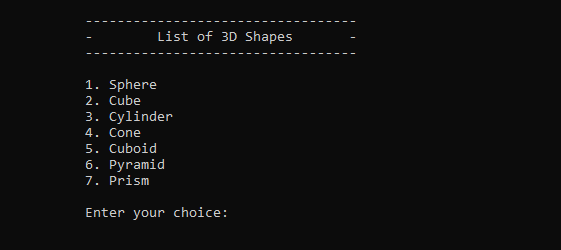 ----------------------------------
-        List of 3D Shapes       -
----------------------------------
1. Sphere
2. Cube
3. Cylinder
4. Cone
5. Cuboid
6. Pyramid
7. Prism
Enter your choice: